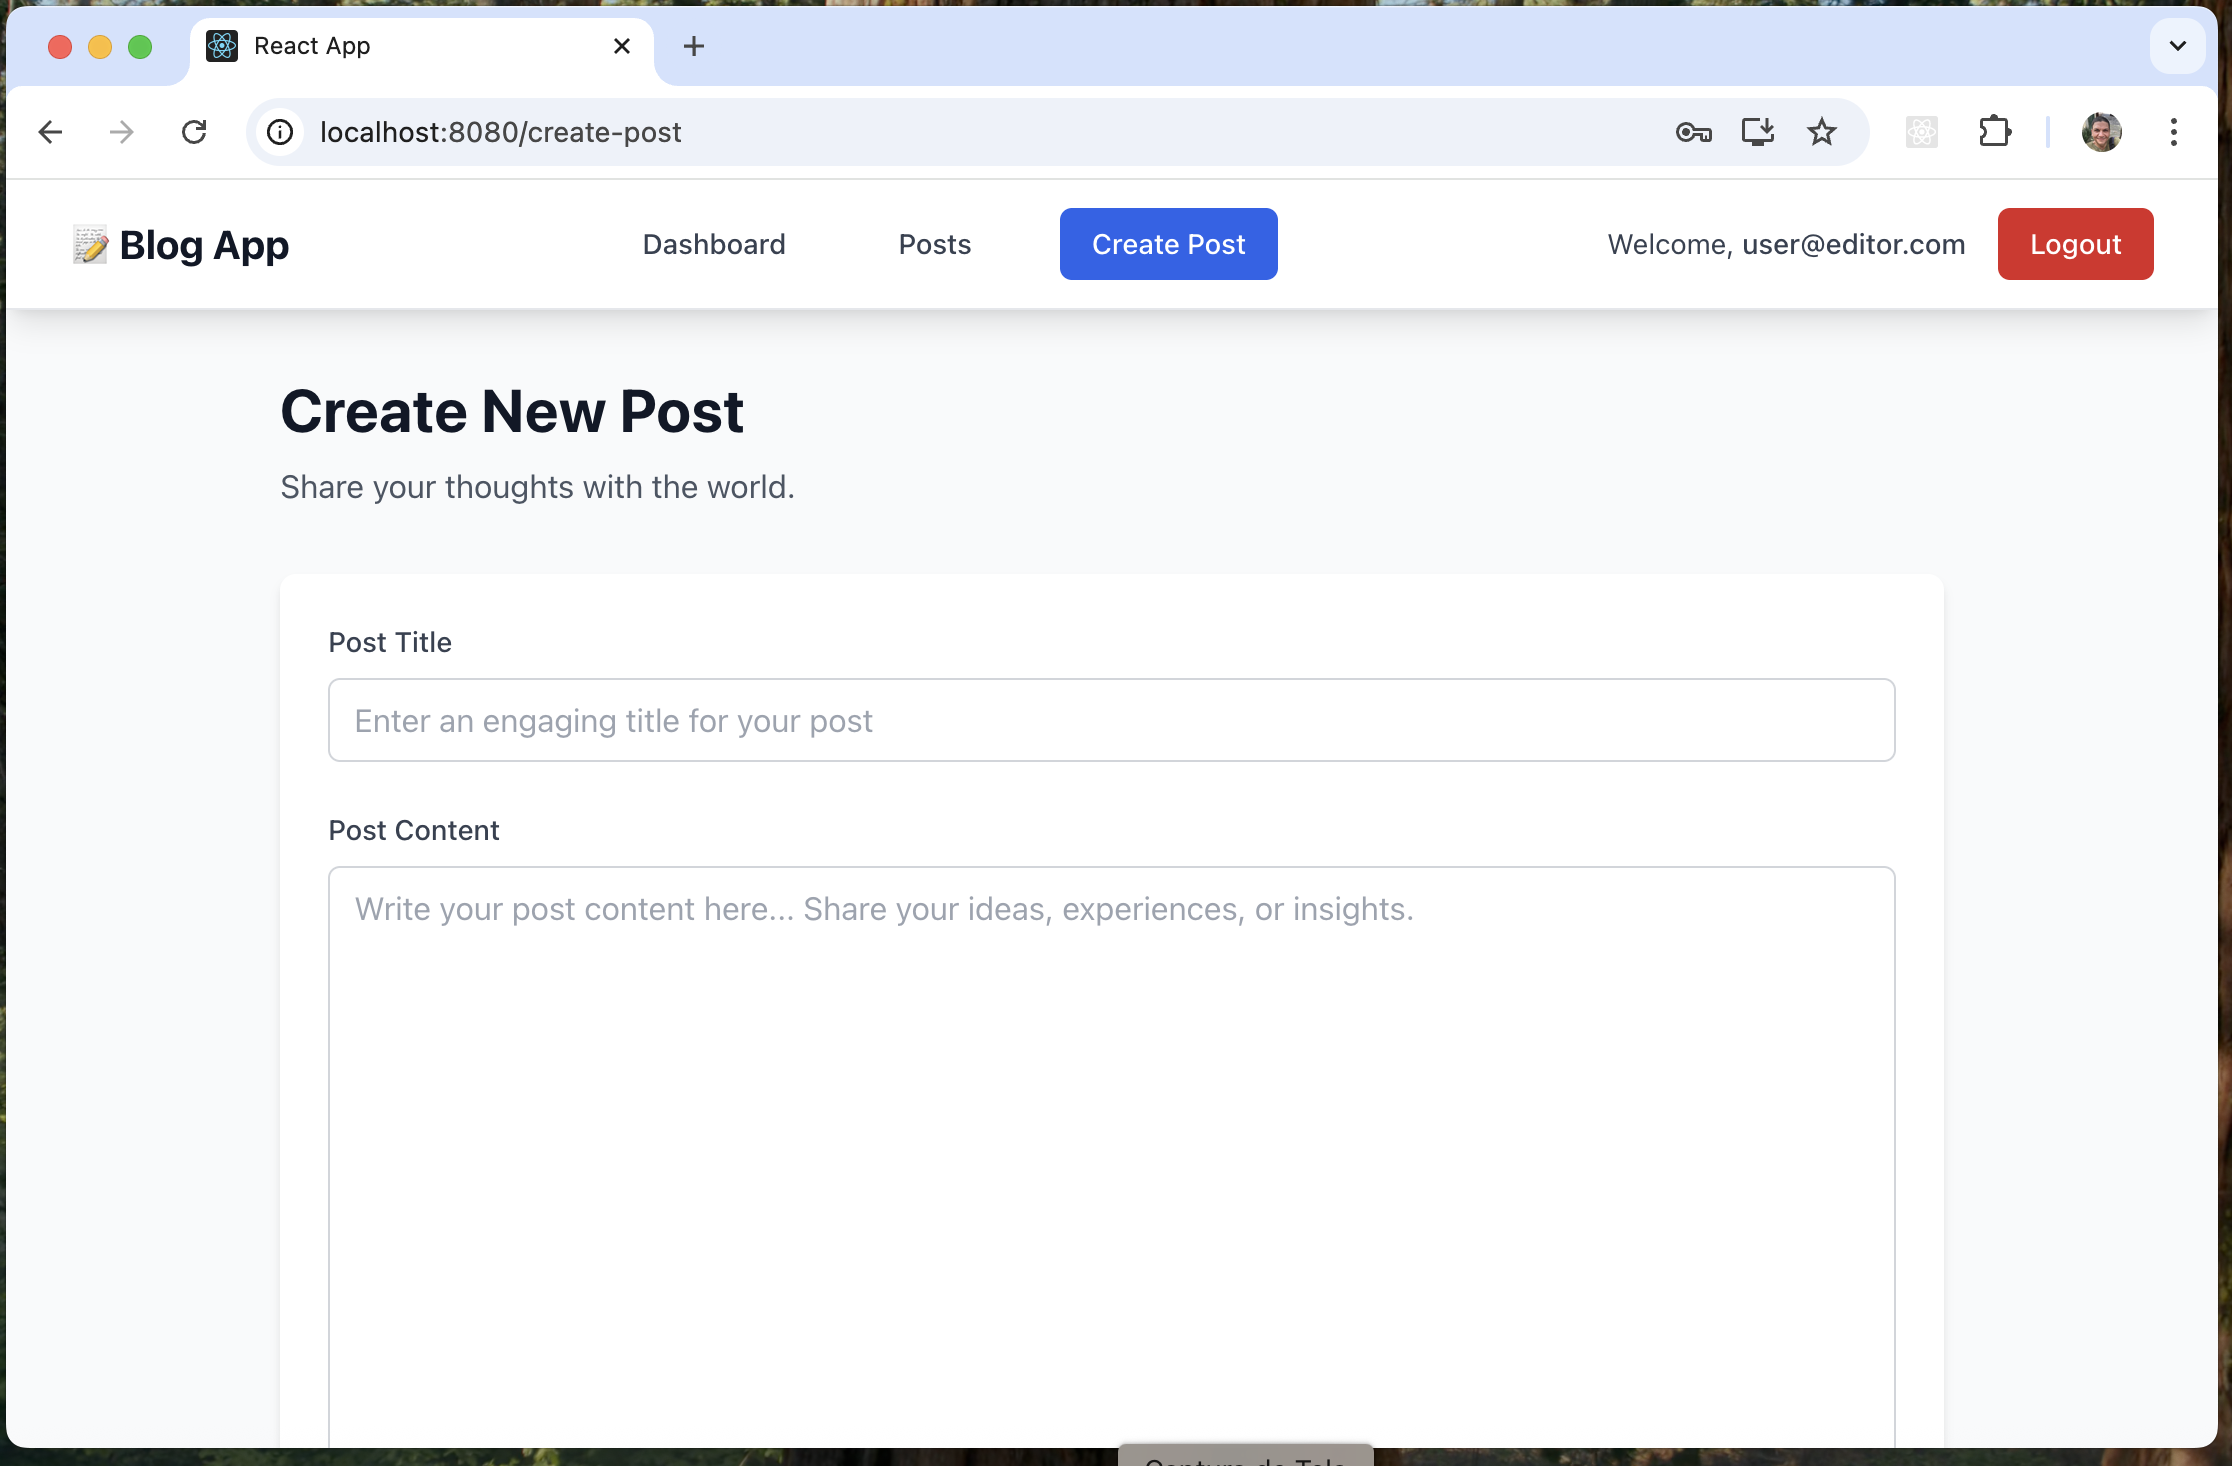 React App
localhost:8080/create-post
Blog App
Dashboard
Posts
Create Post
Welcome, user@editor.com
Logout
Create New Post
Share your thoughts with the world.
Post Title
Enter an engaging title for your post
Post Content
Write your post content here... Share your ideas, experiences, or insights.